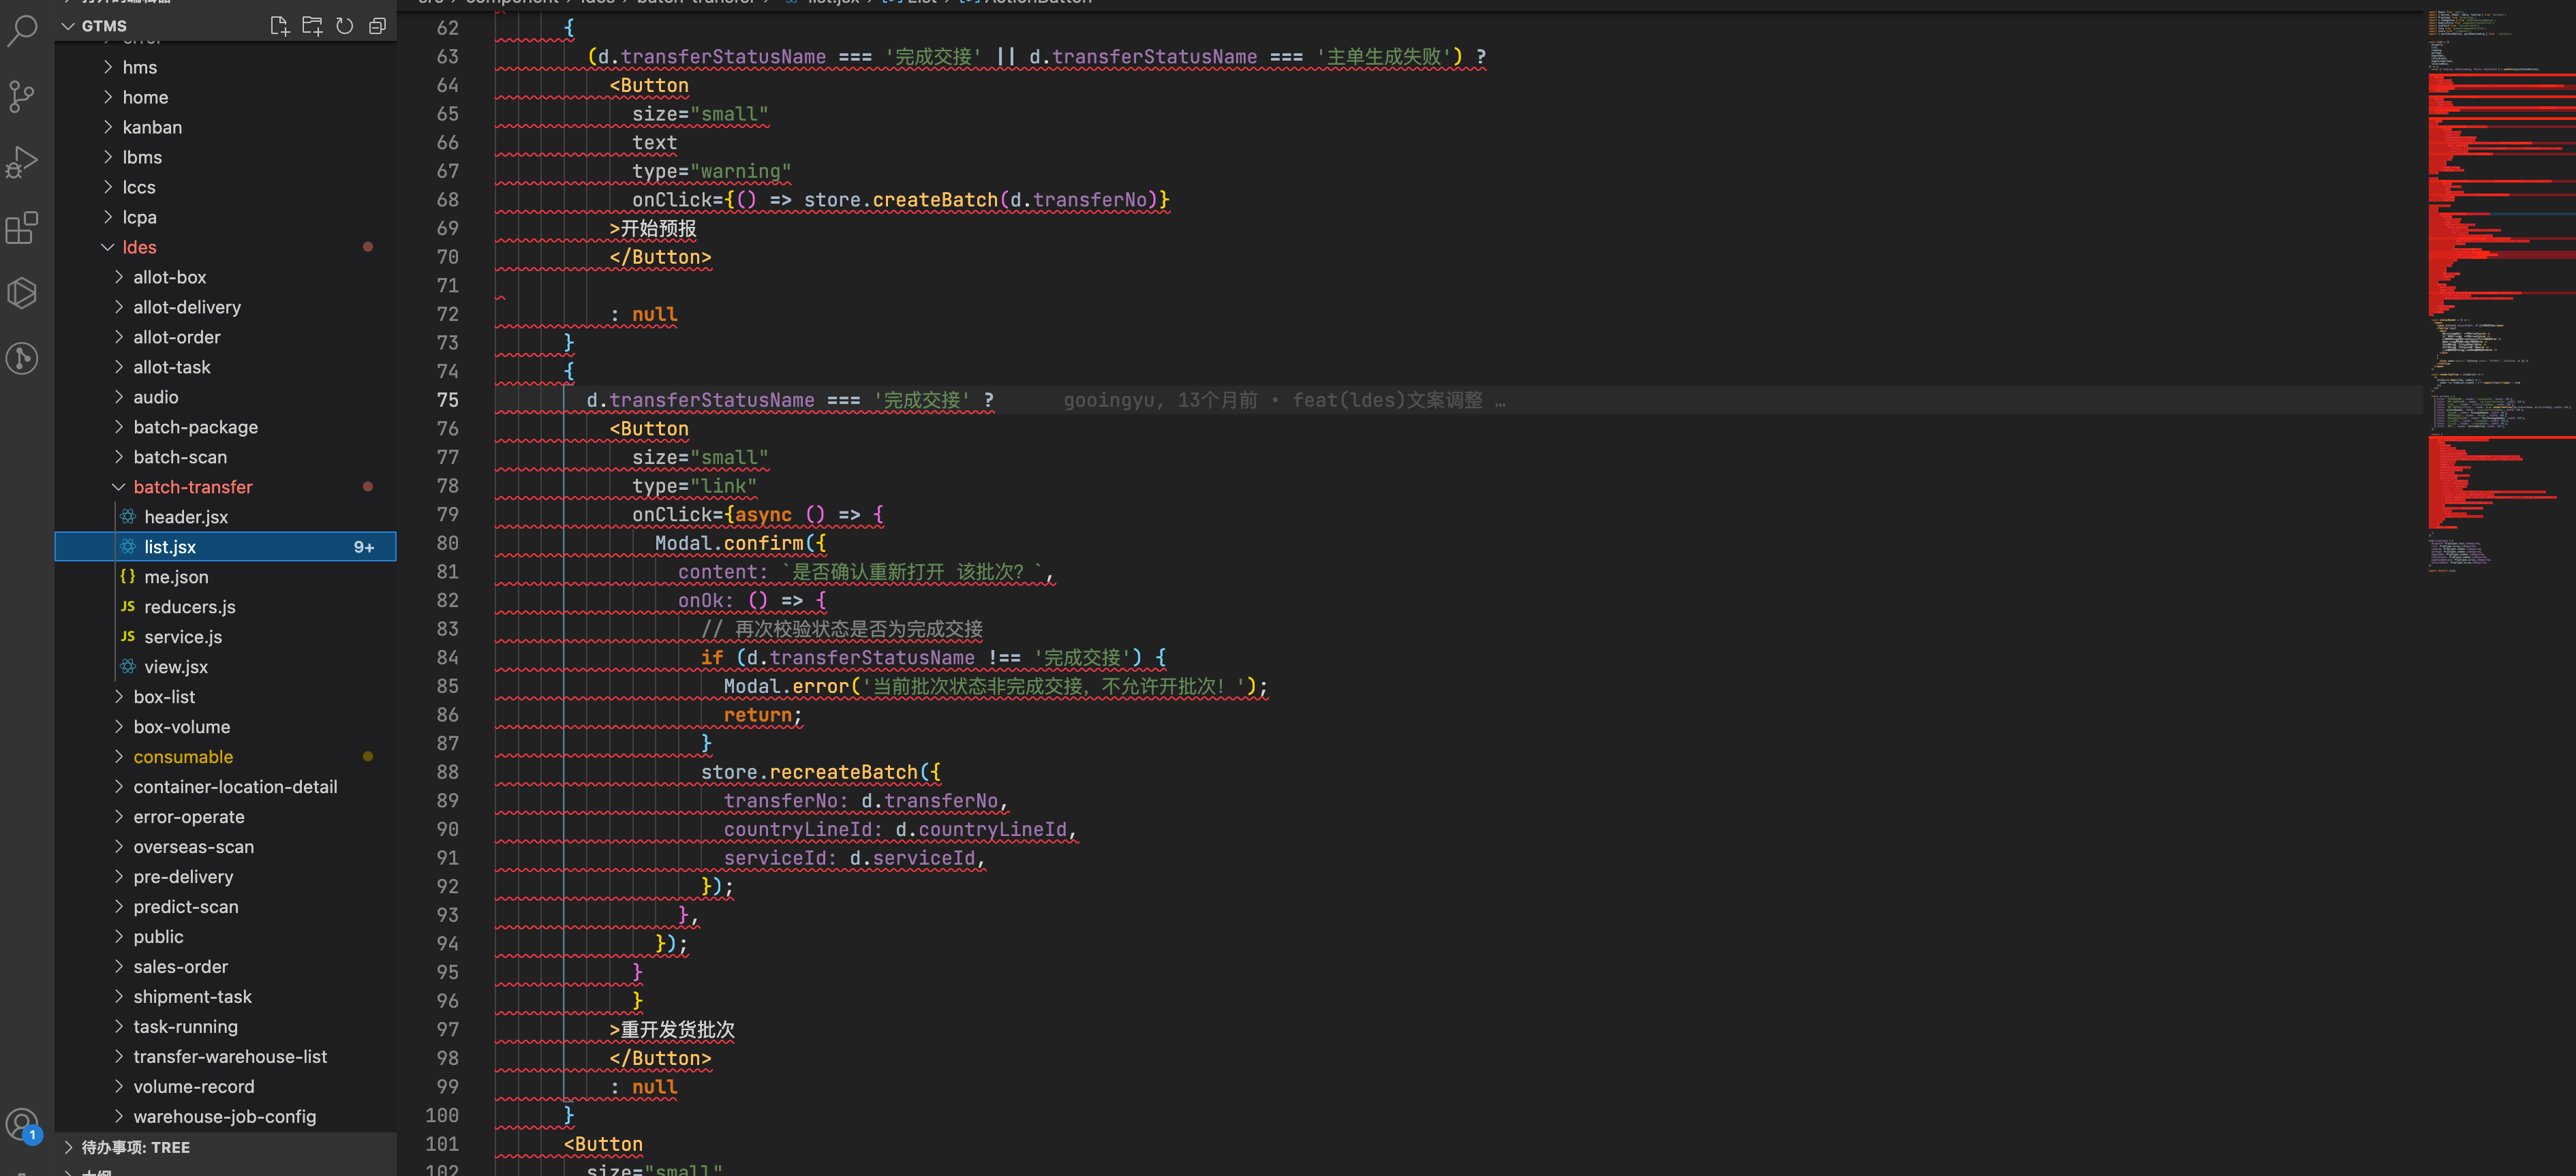 GTMS
hms
home
kanban
lbms
lccs
lcpa
ldes
allot-box
allot-delivery
allot-order
allot-task
audio
batch-package
batch-scan
batch-transfer
header.jsx
list.jsx 9+
{} me.json
JS reducers.js
JS service.js
view.jsx
box-list
box-volume
consumable
container-location-detail
error-operate
overseas-scan
pre-delivery
predict-scan
public
sales-order
shipment-task
task-running
transfer-warehouse-list
volume-record
warehouse-job-config
待办事项: TREE
1
62 {
63 (d.transferStatusName === '完成交接' || d.transferStatusName === '主单生成失败') ?
64 <Button
65 size="small"
66 text
67 type="warning"
68 onClick={() => store.createBatch(d.transferNo)}
69 >开始预报
70 </Button>
71
72 : null
73 }
74 {
75 d.transferStatusName === '完成交接' ? gooingyu, 13个月前 • feat(ldes)文案调整 …
76 <Button
77 size="small"
78 type="link"
79 onClick={async () => {
80 Modal.confirm({
81 content: `是否确认重新打开 该批次？`,
82 onOk: () => {
83 // 再次校验状态是否为完成交接
84 if (d.transferStatusName !== '完成交接') {
85 Modal.error('当前批次状态非完成交接，不允许开批次！');
86 return;
87 }
88 store.recreateBatch({
89 transferNo: d.transferNo,
90 countryLineId: d.countryLineId,
91 serviceId: d.serviceId,
92 });
93 },
94 });
95 }
96 }
97 >重开发货批次
98 </Button>
99 : null
100 }
101 <Button
102 size="small"